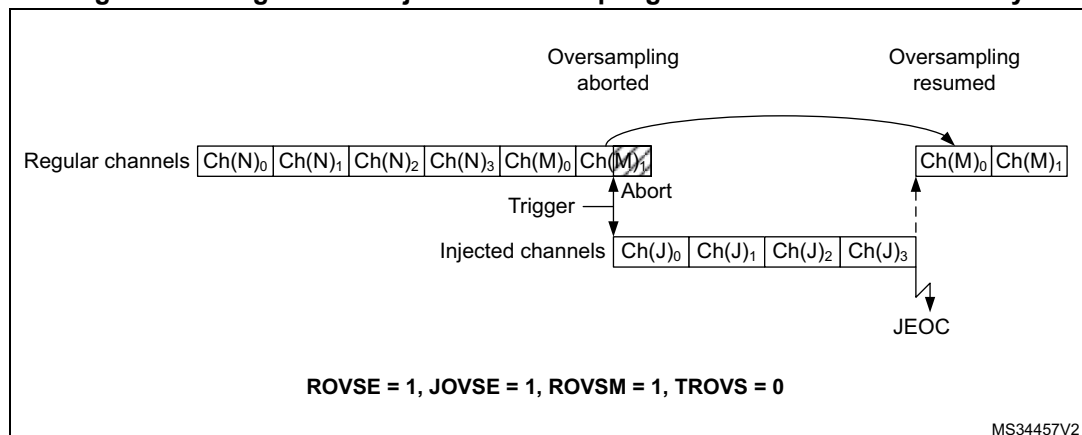 Oversampling aborted
Oversampling resumed
Regular channels Ch(N)₀ Ch(N)₁ Ch(N)₂ Ch(N)₃ Ch(M)₀ Ch(M)₁ Ch(M)₀ Ch(M)₁
Abort
Trigger
Injected channels Ch(J)₀ Ch(J)₁ Ch(J)₂ Ch(J)₃
JEOC
ROVSE = 1, JOVSE = 1, ROVSM = 1, TROVS = 0
MS34457V2